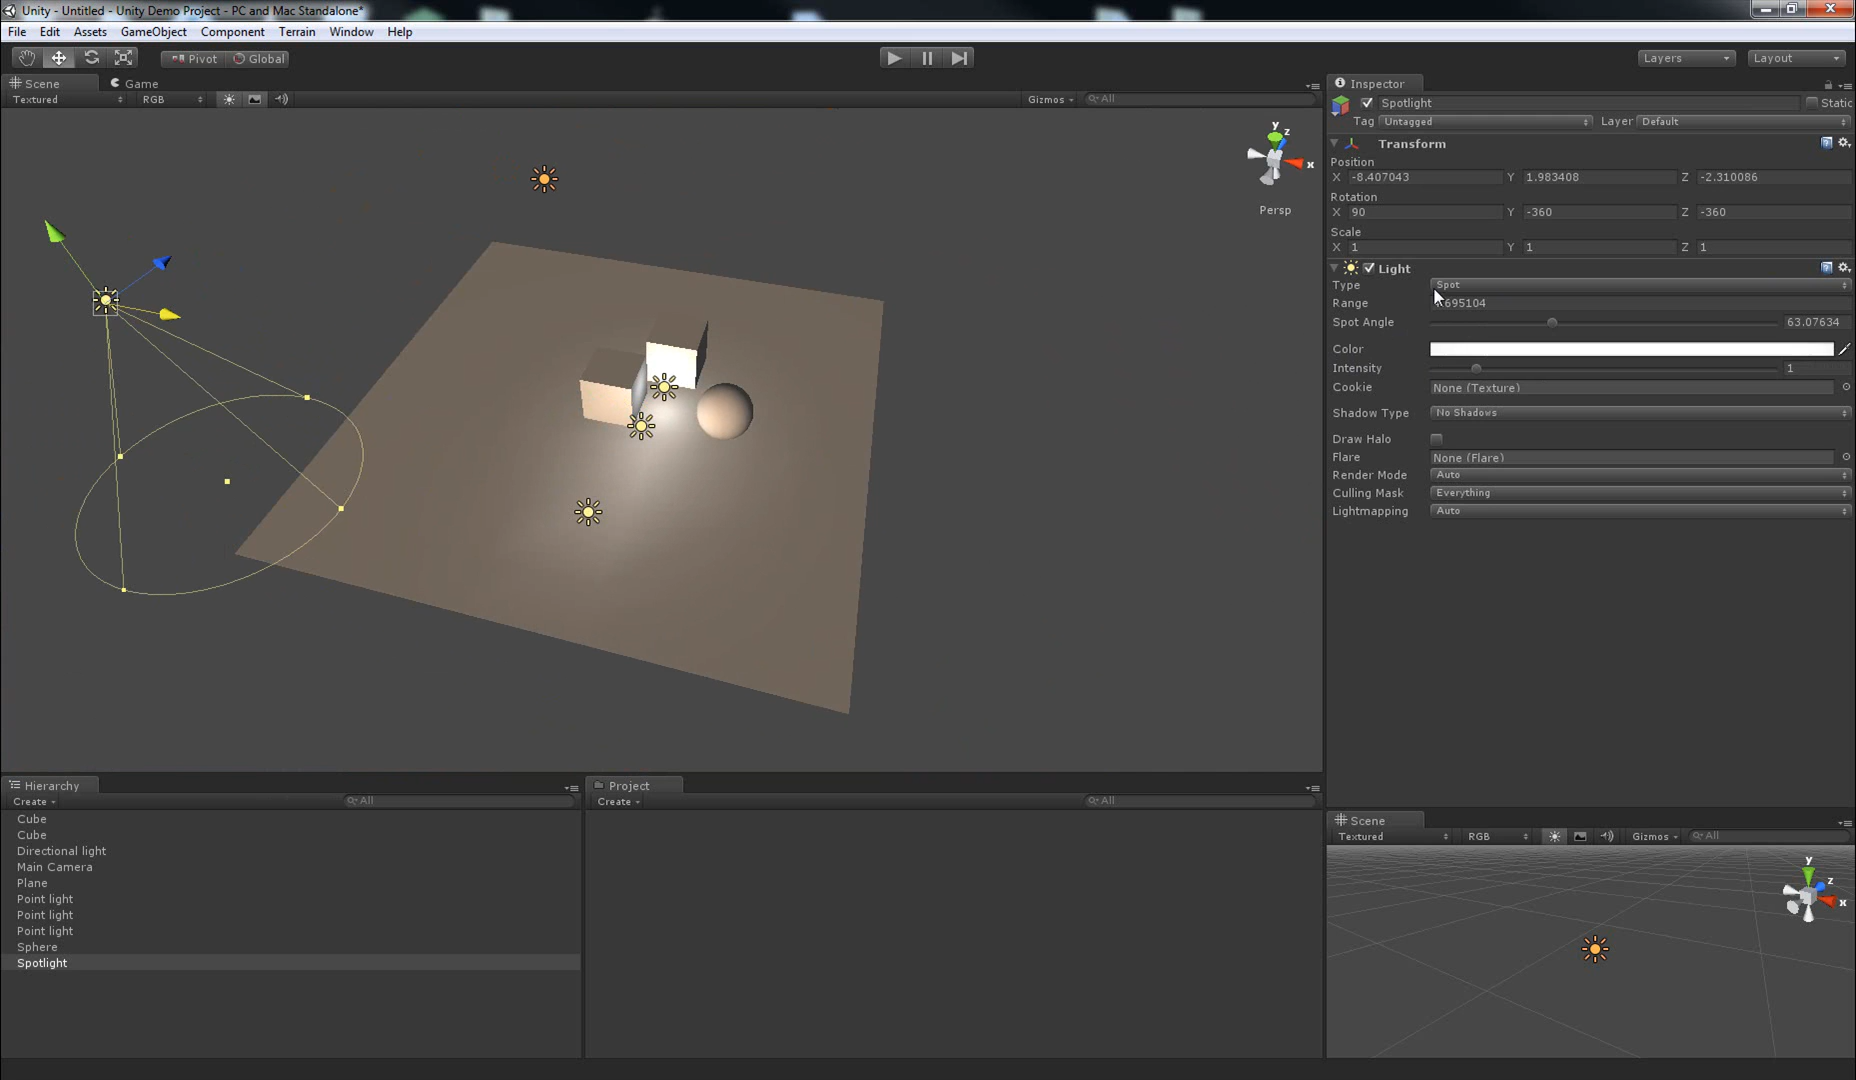 Unity - Untitled - Unity Demo Project - PC and Mac Standalone*
File Edit Assets GameObject Component Terrain Window Help
Pivot Global Layers Layout
Scene Game
Textured RGB Gizmos All
y
z
x
Persp
Inspector
Spotlight Static
Tag Untagged Layer Default
Transform
Position
X -8.407043 Y 1.983408 Z -2.310086
Rotation
X 90 Y -360 Z -360
Scale
X 1 Y 1 Z 1
Light
Type Spot
Range 695104
Spot Angle 63.07634
Color
Intensity 1
Cookie None (Texture)
Shadow Type No Shadows
Draw Halo
Flare None (Flare)
Render Mode Auto
Culling Mask Everything
Lightmapping Auto
Hierarchy
Create All
Cube
Cube
Directional light
Main Camera
Plane
Point light
Point light
Point light
Sphere
Spotlight
Project
Create All
Scene
Textured RGB Gizmos All
y
z
x